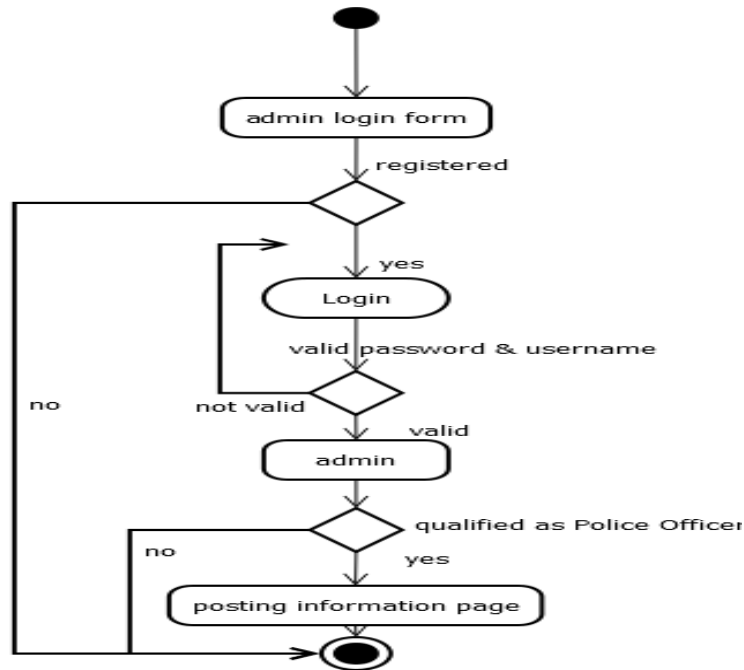 admin login form
registered
yes
Login
valid password & username
no
not valid
valid
admin
qualified as Police Officer
no
yes
posting information page